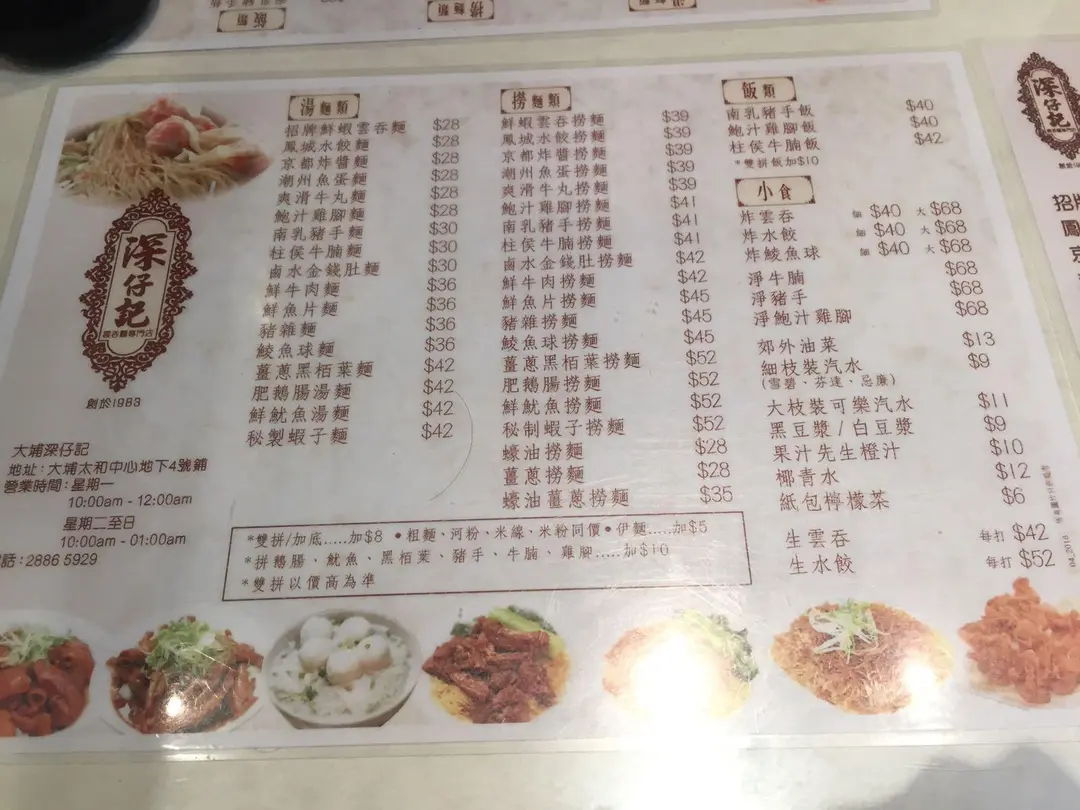 飯類
撈麵類
湯麵類
深仔記
雲吞麵專門店
創於1983
大埔深仔記
地址:大埔太和中心地下4號舖
營業時間:星期一
10:00am - 12:00am
星期二至日
10:00am - 01:00am
電話:2886 5929
湯麵類
招牌鮮蝦雲吞麵 $28
鳳城水餃麵 $28
京都炸醬麵 $28
潮州魚蛋麵 $28
爽滑牛丸麵 $28
鮑汁雞腳麵 $28
南乳豬手麵 $30
柱侯牛腩麵 $30
鹵水金錢肚麵 $30
鮮牛肉麵 $36
鮮魚片麵 $36
豬雜麵 $36
鯪魚球麵 $36
薑蔥黑栢葉麵 $42
肥鵝腸湯麵 $42
鮮魷魚湯麵 $42
秘製蝦子麵 $42
撈麵類
鮮蝦雲吞撈麵 $39
鳳城水餃撈麵 $39
京都炸醬撈麵 $39
潮州魚蛋撈麵 $39
爽滑牛丸撈麵 $39
鮑汁雞腳撈麵 $41
南乳豬手撈麵 $41
柱侯牛腩撈麵 $41
鹵水金錢肚撈麵 $42
鮮牛肉撈麵 $42
鮮魚片撈麵 $45
豬雜撈麵 $45
鯪魚球撈麵 $45
薑蔥黑栢葉撈麵 $52
肥鵝腸撈麵 $52
鮮魷魚撈麵 $52
秘制蝦子撈麵 $52
蠔油撈麵 $28
薑蔥撈麵 $28
蠔油薑蔥撈麵 $35
飯類
南乳豬手飯 $40
鮑汁雞腳飯 $40
柱侯牛腩飯 $42
*雙拼飯加$10
小食
炸雲吞 細 $40 大 $68
炸水餃 細 $40 大 $68
炸鯪魚球 細 $40 大 $68
淨牛腩 $68
淨豬手 $68
淨鮑汁雞腳 $68
郊外油菜 $13
細枝裝汽水 $9
(雪碧、芬達、忌廉)
大枝裝可樂汽水 $11
黑豆漿/白豆漿 $9
果汁先生橙汁 $10
椰青水 $12
紙包檸檬茶 $6
生雲吞 每打 $42
生水餃 每打 $52
*雙拼/加底.....加$8 •粗麵、河粉、米線、米粉同價•伊麵.....加$5
*拼鵝腸、魷魚、黑栢葉、豬手、牛腩、雞腳.....加$10
*雙拼以價高為準
深仔記
招牌
鳳
京